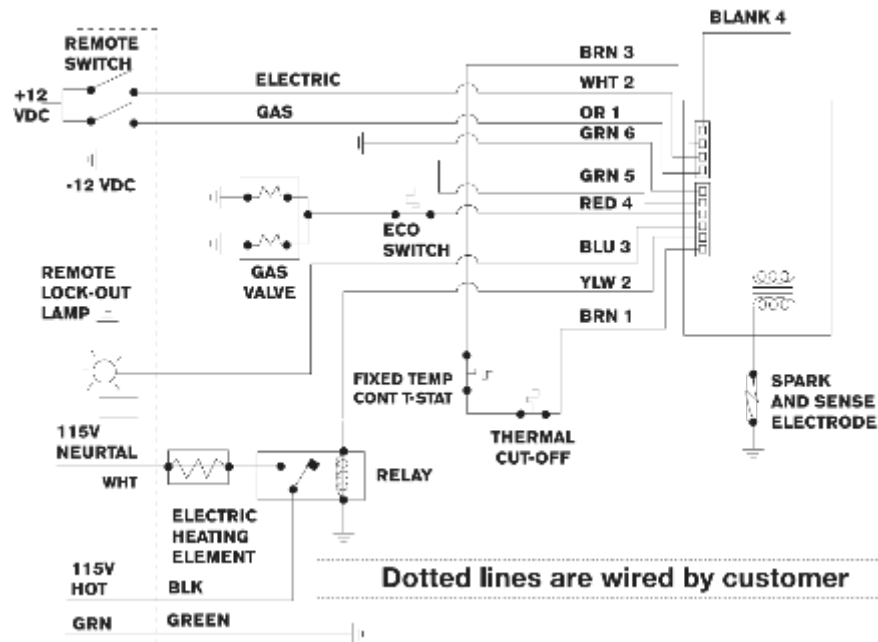 BLANK 4
REMOTE
SWITCH
BRN 3
ELECTRIC
WHT 2
+12
VDC
GAS
OR 1
GRN 6
-12 VDC
GRN 5
RED 4
ECO
SWITCH
BLU 3
REMOTE
LOCK-OUT
LAMP
GAS
VALVE
YLW 2
BRN 1
FIXED TEMP
CONT T-STAT
SPARK
AND SENSE
ELECTRODE
THERMAL
CUT-OFF
115V
NEURTAL
WHT
RELAY
ELECTRIC
HEATING
ELEMENT
115V
HOT
BLK
Dotted lines are wired by customer
GRN
GREEN